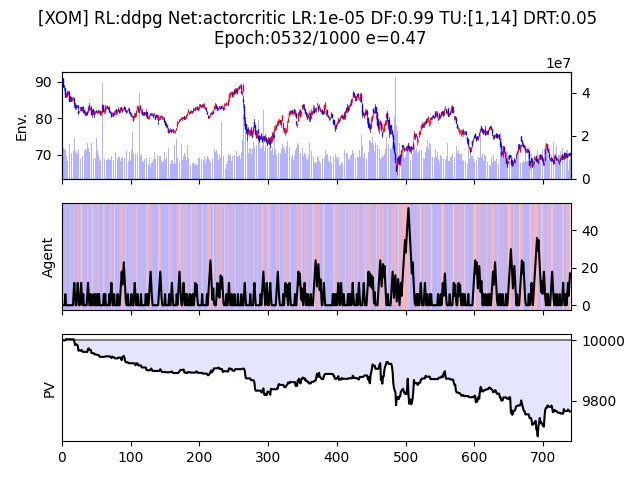 [XOM] RL:ddpg Net:actorcritic LR:1e-05 DF:0.99 TU:[1,14] DRT:0.05
Epoch:0532/1000 e=0.47
1e7
90
80
70
Env.
4
2
0
Agent
40
20
0
PV
10000
9800
0 100 200 300 400 500 600 700